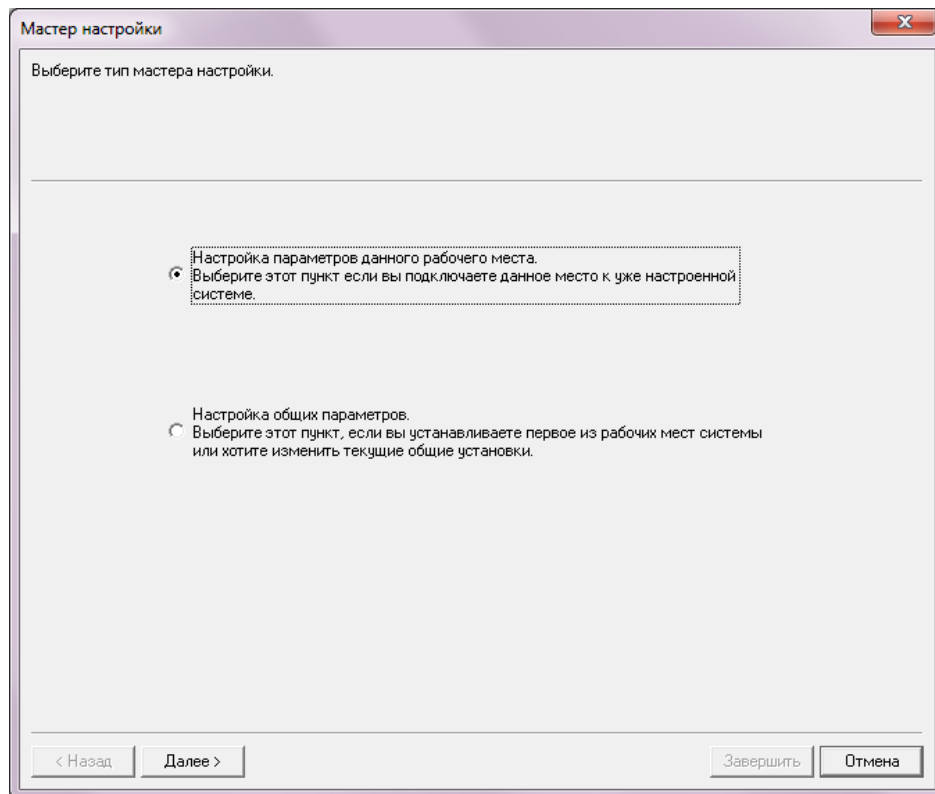 Мастер настройки
Выберите тип мастера настройки.
Настройка параметров данного рабочего места.
Выберите этот пункт если вы подключаете данное место к уже настроенной
системе.
Настройка общих параметров.
Выберите этот пункт, если вы устанавливаете первое из рабочих мест системы
или хотите изменить текущие общие установки.
< Назад
Далее >
Завершить
Отмена